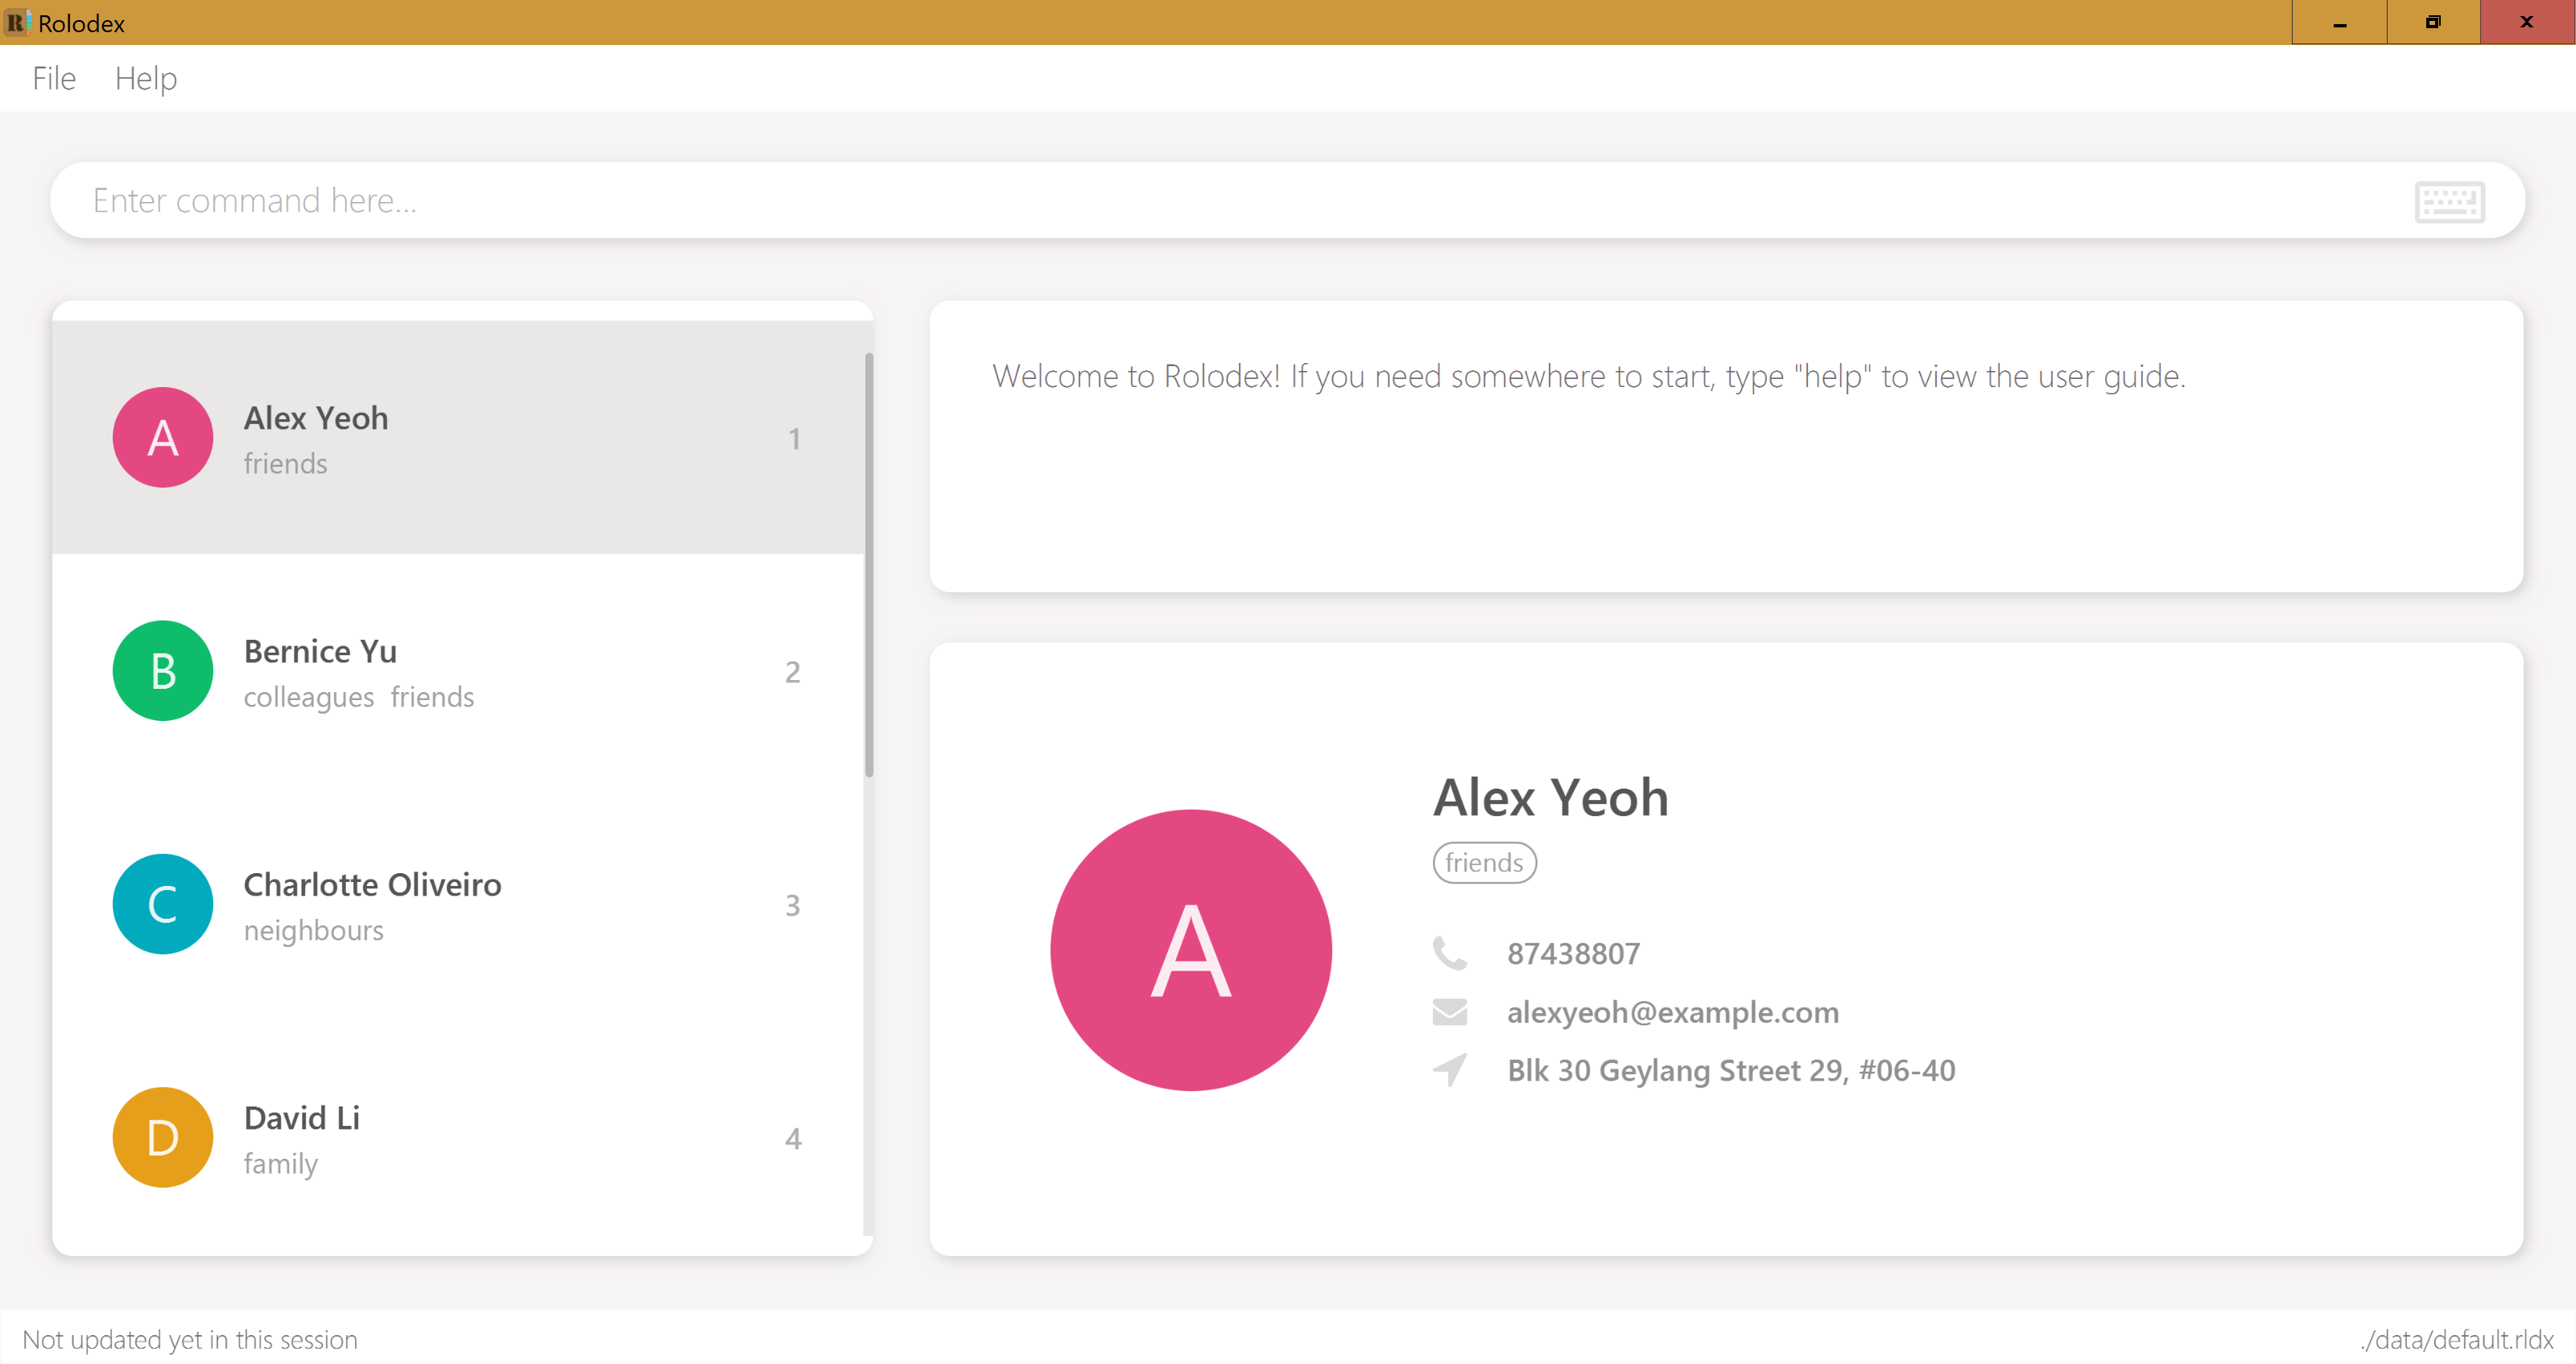 R Rolodex
File Help
Enter command here...
A
Alex Yeoh
friends
1
B
Bernice Yu
colleagues friends
2
C
Charlotte Oliveiro
neighbours
3
D
David Li
family
4
Welcome to Rolodex! If you need somewhere to start, type "help" to view the user guide.
A
Alex Yeoh
friends
87438807
alexyeoh@example.com
Blk 30 Geylang Street 29, #06-40
Not updated yet in this session
./data/default.rldx